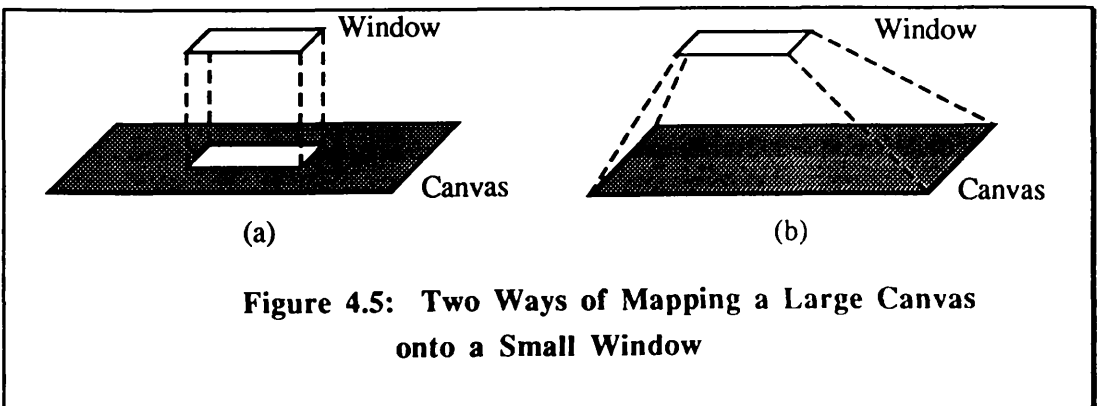 Window
Window
Canvas
Canvas
(a)
(b)
Figure 4.5: Two Ways of Mapping a Large Canvas
onto a Small Window